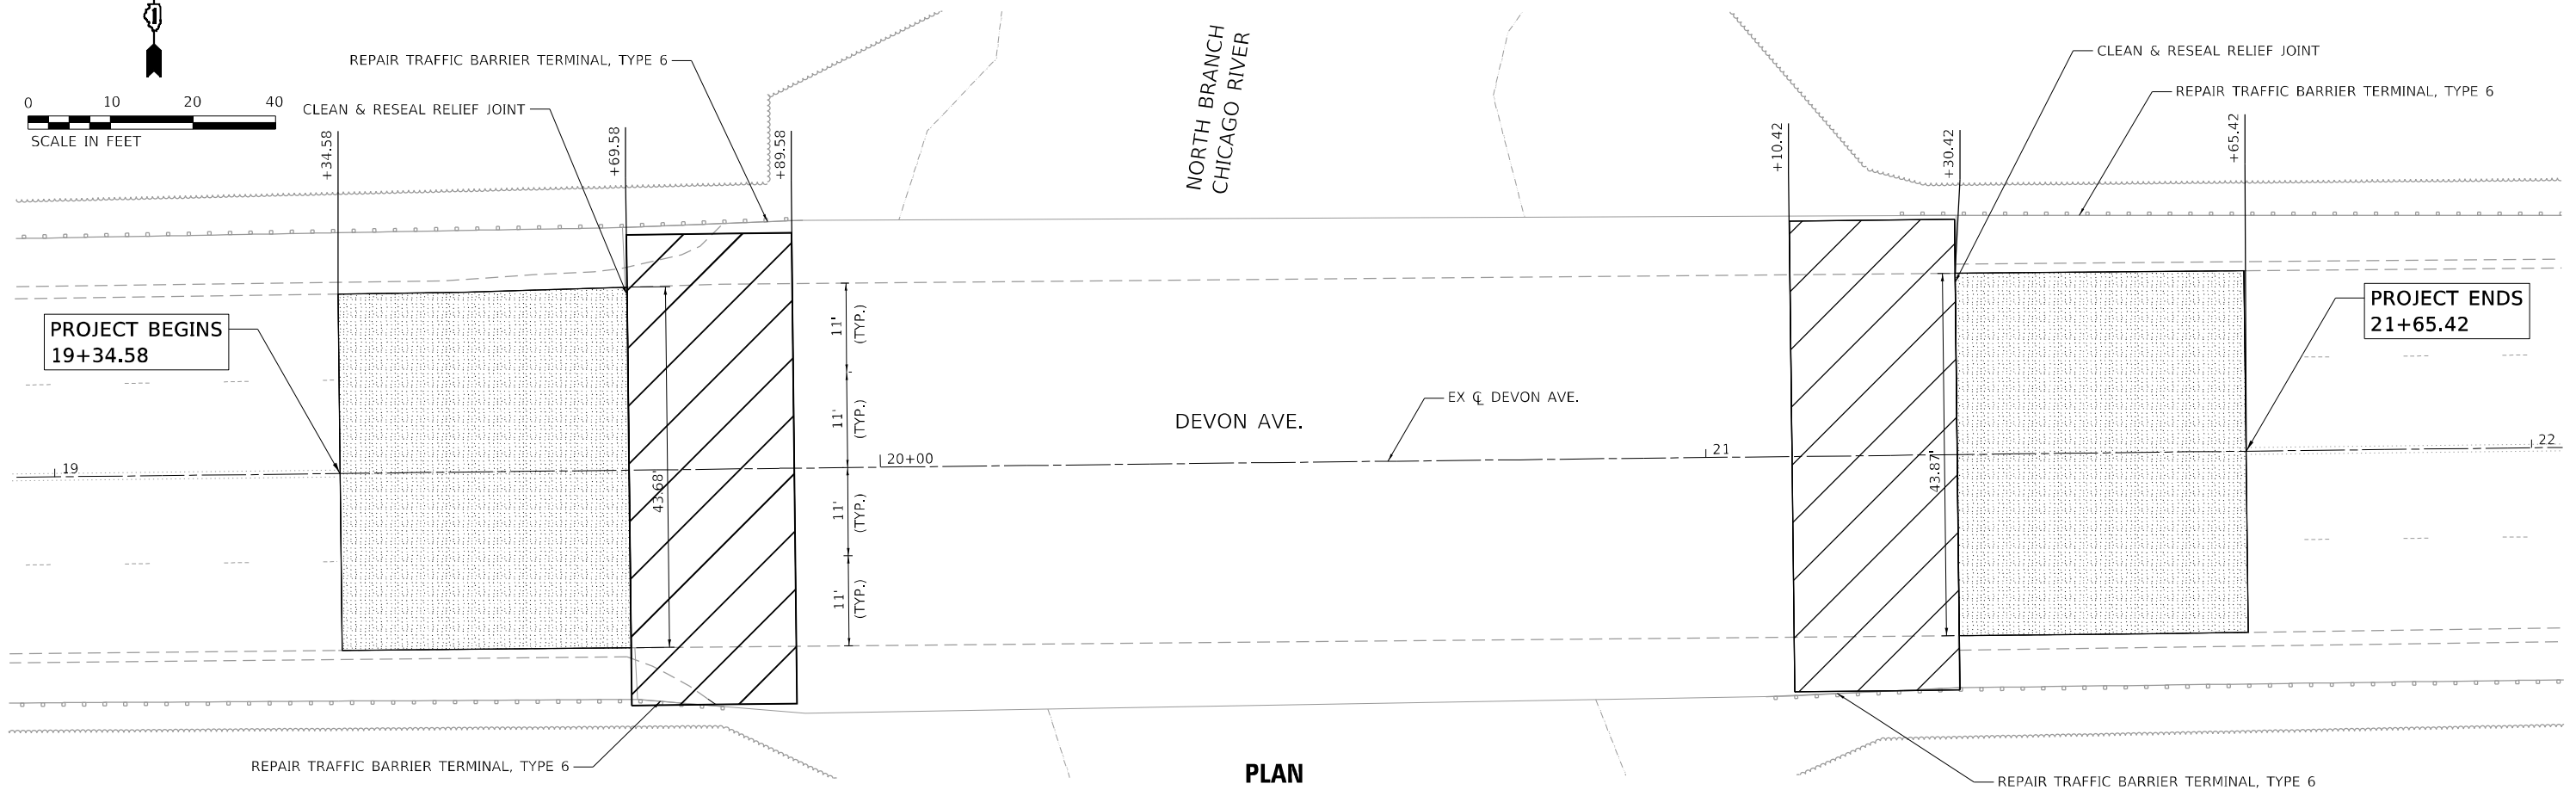 REPAIR TRAFFIC BARRIER TERMINAL, TYPE 6
CLEAN & RESEAL RELIEF JOINT
0 10 20 40
SCALE IN FEET
+34.58
+69.58
+89.58
NORTH BRANCH
CHICAGO RIVER
+10.42
+30.42
+65.42
CLEAN & RESEAL RELIEF JOINT
REPAIR TRAFFIC BARRIER TERMINAL, TYPE 6
PROJECT BEGINS
19+34.58
PROJECT ENDS
21+65.42
11'
(TYP.)
11'
(TYP.)
11'
(TYP.)
11'
(TYP.)
43.68'
43.87'
DEVON AVE.
EX ℄ DEVON AVE.
19
20+00
21
22
REPAIR TRAFFIC BARRIER TERMINAL, TYPE 6
PLAN
REPAIR TRAFFIC BARRIER TERMINAL, TYPE 6